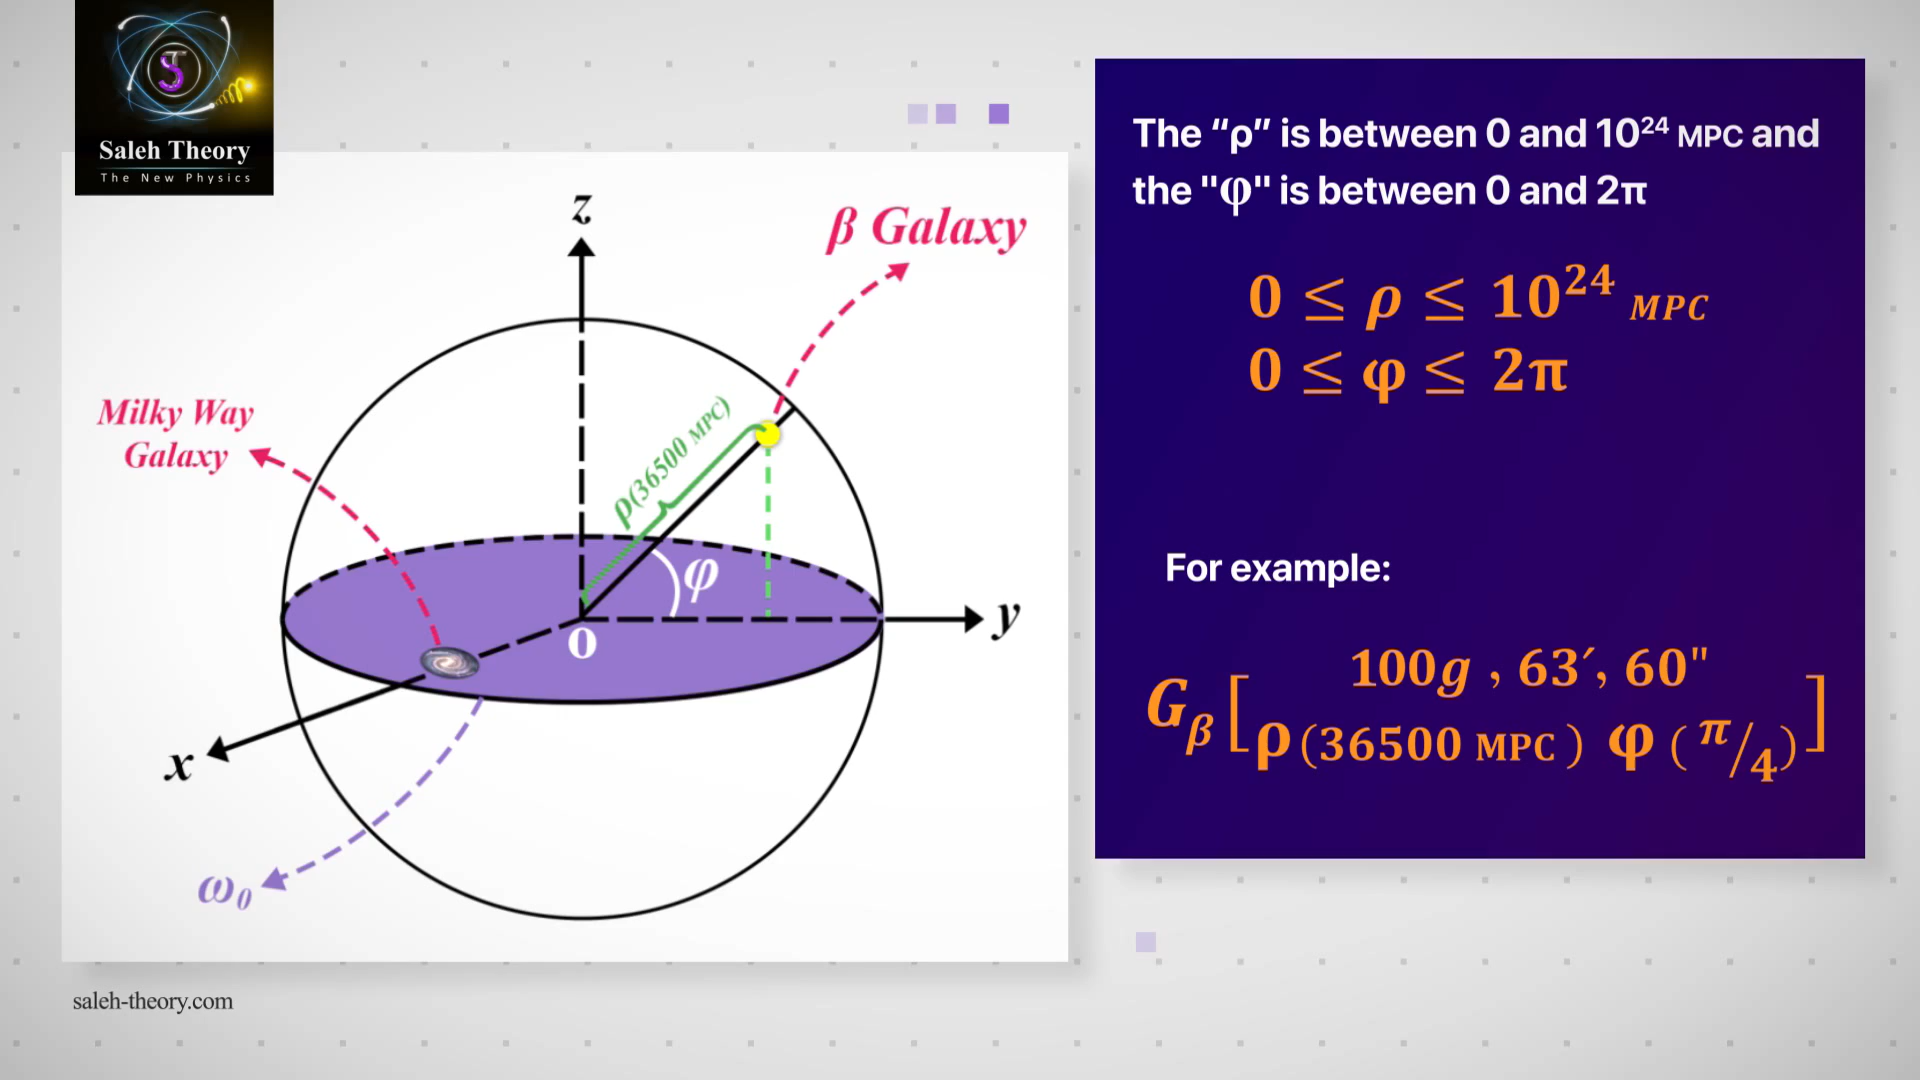 Saleh Theory
The New Physics
z
β Galaxy
Milky Way
Galaxy
ρ(36500 MPC)
φ
0
y
x
ω₀
saleh-theory.com
The “ρ” is between 0 and 10²⁴ MPC and
the "φ" is between 0 and 2π
0 ≤ ρ ≤ 10²⁴ MPC
0 ≤ φ ≤ 2π
For example:
100g , 63′, 60"
Gᵦ [ρ (36500 MPC ) φ ( π/4)]